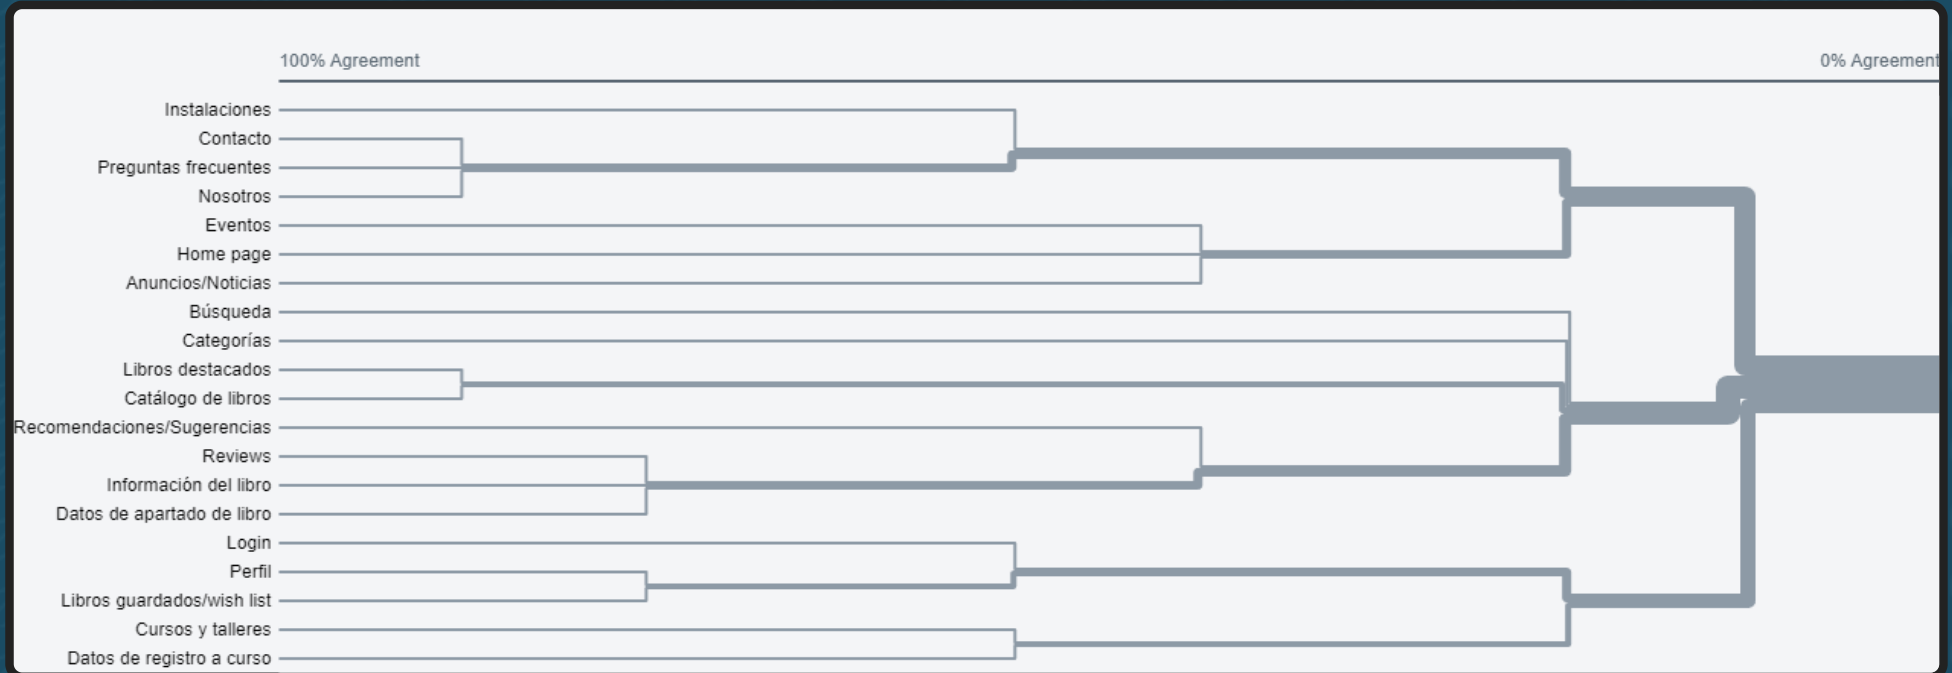 100% Agreement 0% Agreement
Instalaciones
Contacto
Preguntas frecuentes
Nosotros
Eventos
Home page
Anuncios/Noticias
Búsqueda
Categorías
Libros destacados
Catálogo de libros
Recomendaciones/Sugerencias
Reviews
Información del libro
Datos de apartado de libro
Login
Perfil
Libros guardados/wish list
Cursos y talleres
Datos de registro a curso